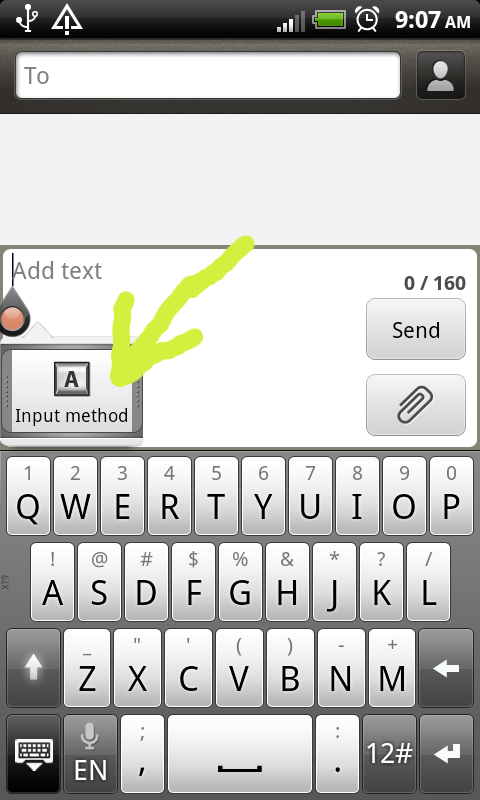 9:07 AM
To
Add text
0 / 160
Send
A
Input method
1 2 3 4 5 6 7 8 9 0
Q W E R T Y U I O P
! @ # $ % & * ? /
A S D F G H J K L
XT9
_ " ' ( ) - +
Z X C V B N M
; :
EN , . 12#